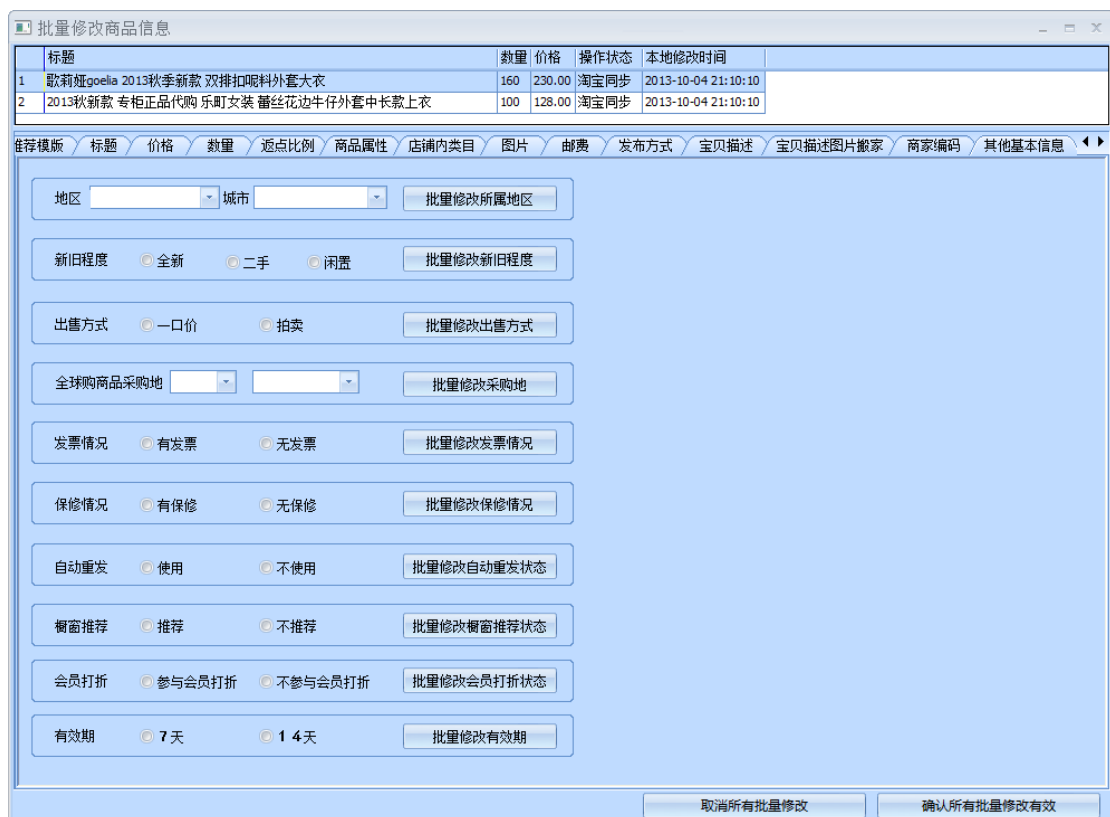 批量修改商品信息
标题 数量 价格 操作状态 本地修改时间
1 歌莉娅goelia 2013秋季新款 双排扣呢料外套大衣 160 230.00 淘宝同步 2013-10-04 21:10:10
2 2013秋新款 专柜正品代购 乐町女装 蕾丝花边牛仔外套中长款上衣 100 128.00 淘宝同步 2013-10-04 21:10:10
推荐模版 标题 价格 数量 返点比例 商品属性 店铺内类目 图片 邮费 发布方式 宝贝描述 宝贝描述图片搬家 商家编码 其他基本信息
地区 城市 批量修改所属地区
新旧程度 全新 二手 闲置 批量修改新旧程度
出售方式 一口价 拍卖 批量修改出售方式
全球购商品采购地 批量修改采购地
发票情况 有发票 无发票 批量修改发票情况
保修情况 有保修 无保修 批量修改保修情况
自动重发 使用 不使用 批量修改自动重发状态
橱窗推荐 推荐 不推荐 批量修改橱窗推荐状态
会员打折 参与会员打折 不参与会员打折 批量修改会员打折状态
有效期 7天 14天 批量修改有效期
取消所有批量修改 确认所有批量修改有效